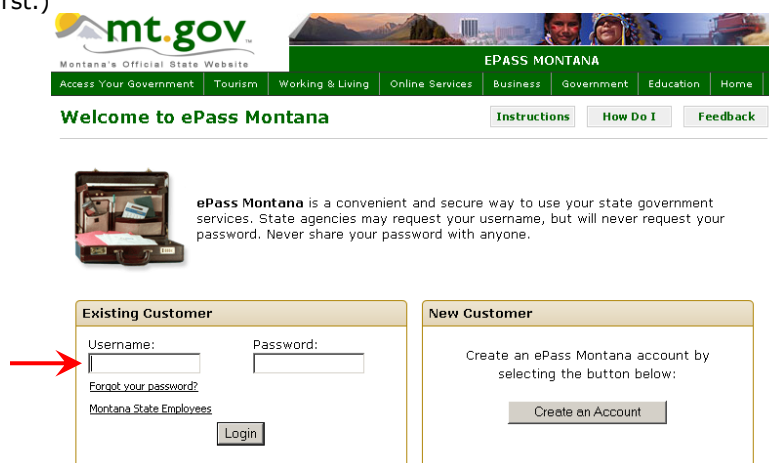 rst.)
mt.gov™
Montana's Official State Website
EPASS MONTANA
Access Your Government Tourism Working & Living Online Services Business Government Education Home
Welcome to ePass Montana
Instructions How Do I Feedback
ePass Montana is a convenient and secure way to use your state government
services. State agencies may request your username, but will never request your
password. Never share your password with anyone.
Existing Customer
Username: Password:
Forgot your password?
Montana State Employees
Login
New Customer
Create an ePass Montana account by
selecting the button below:
Create an Account